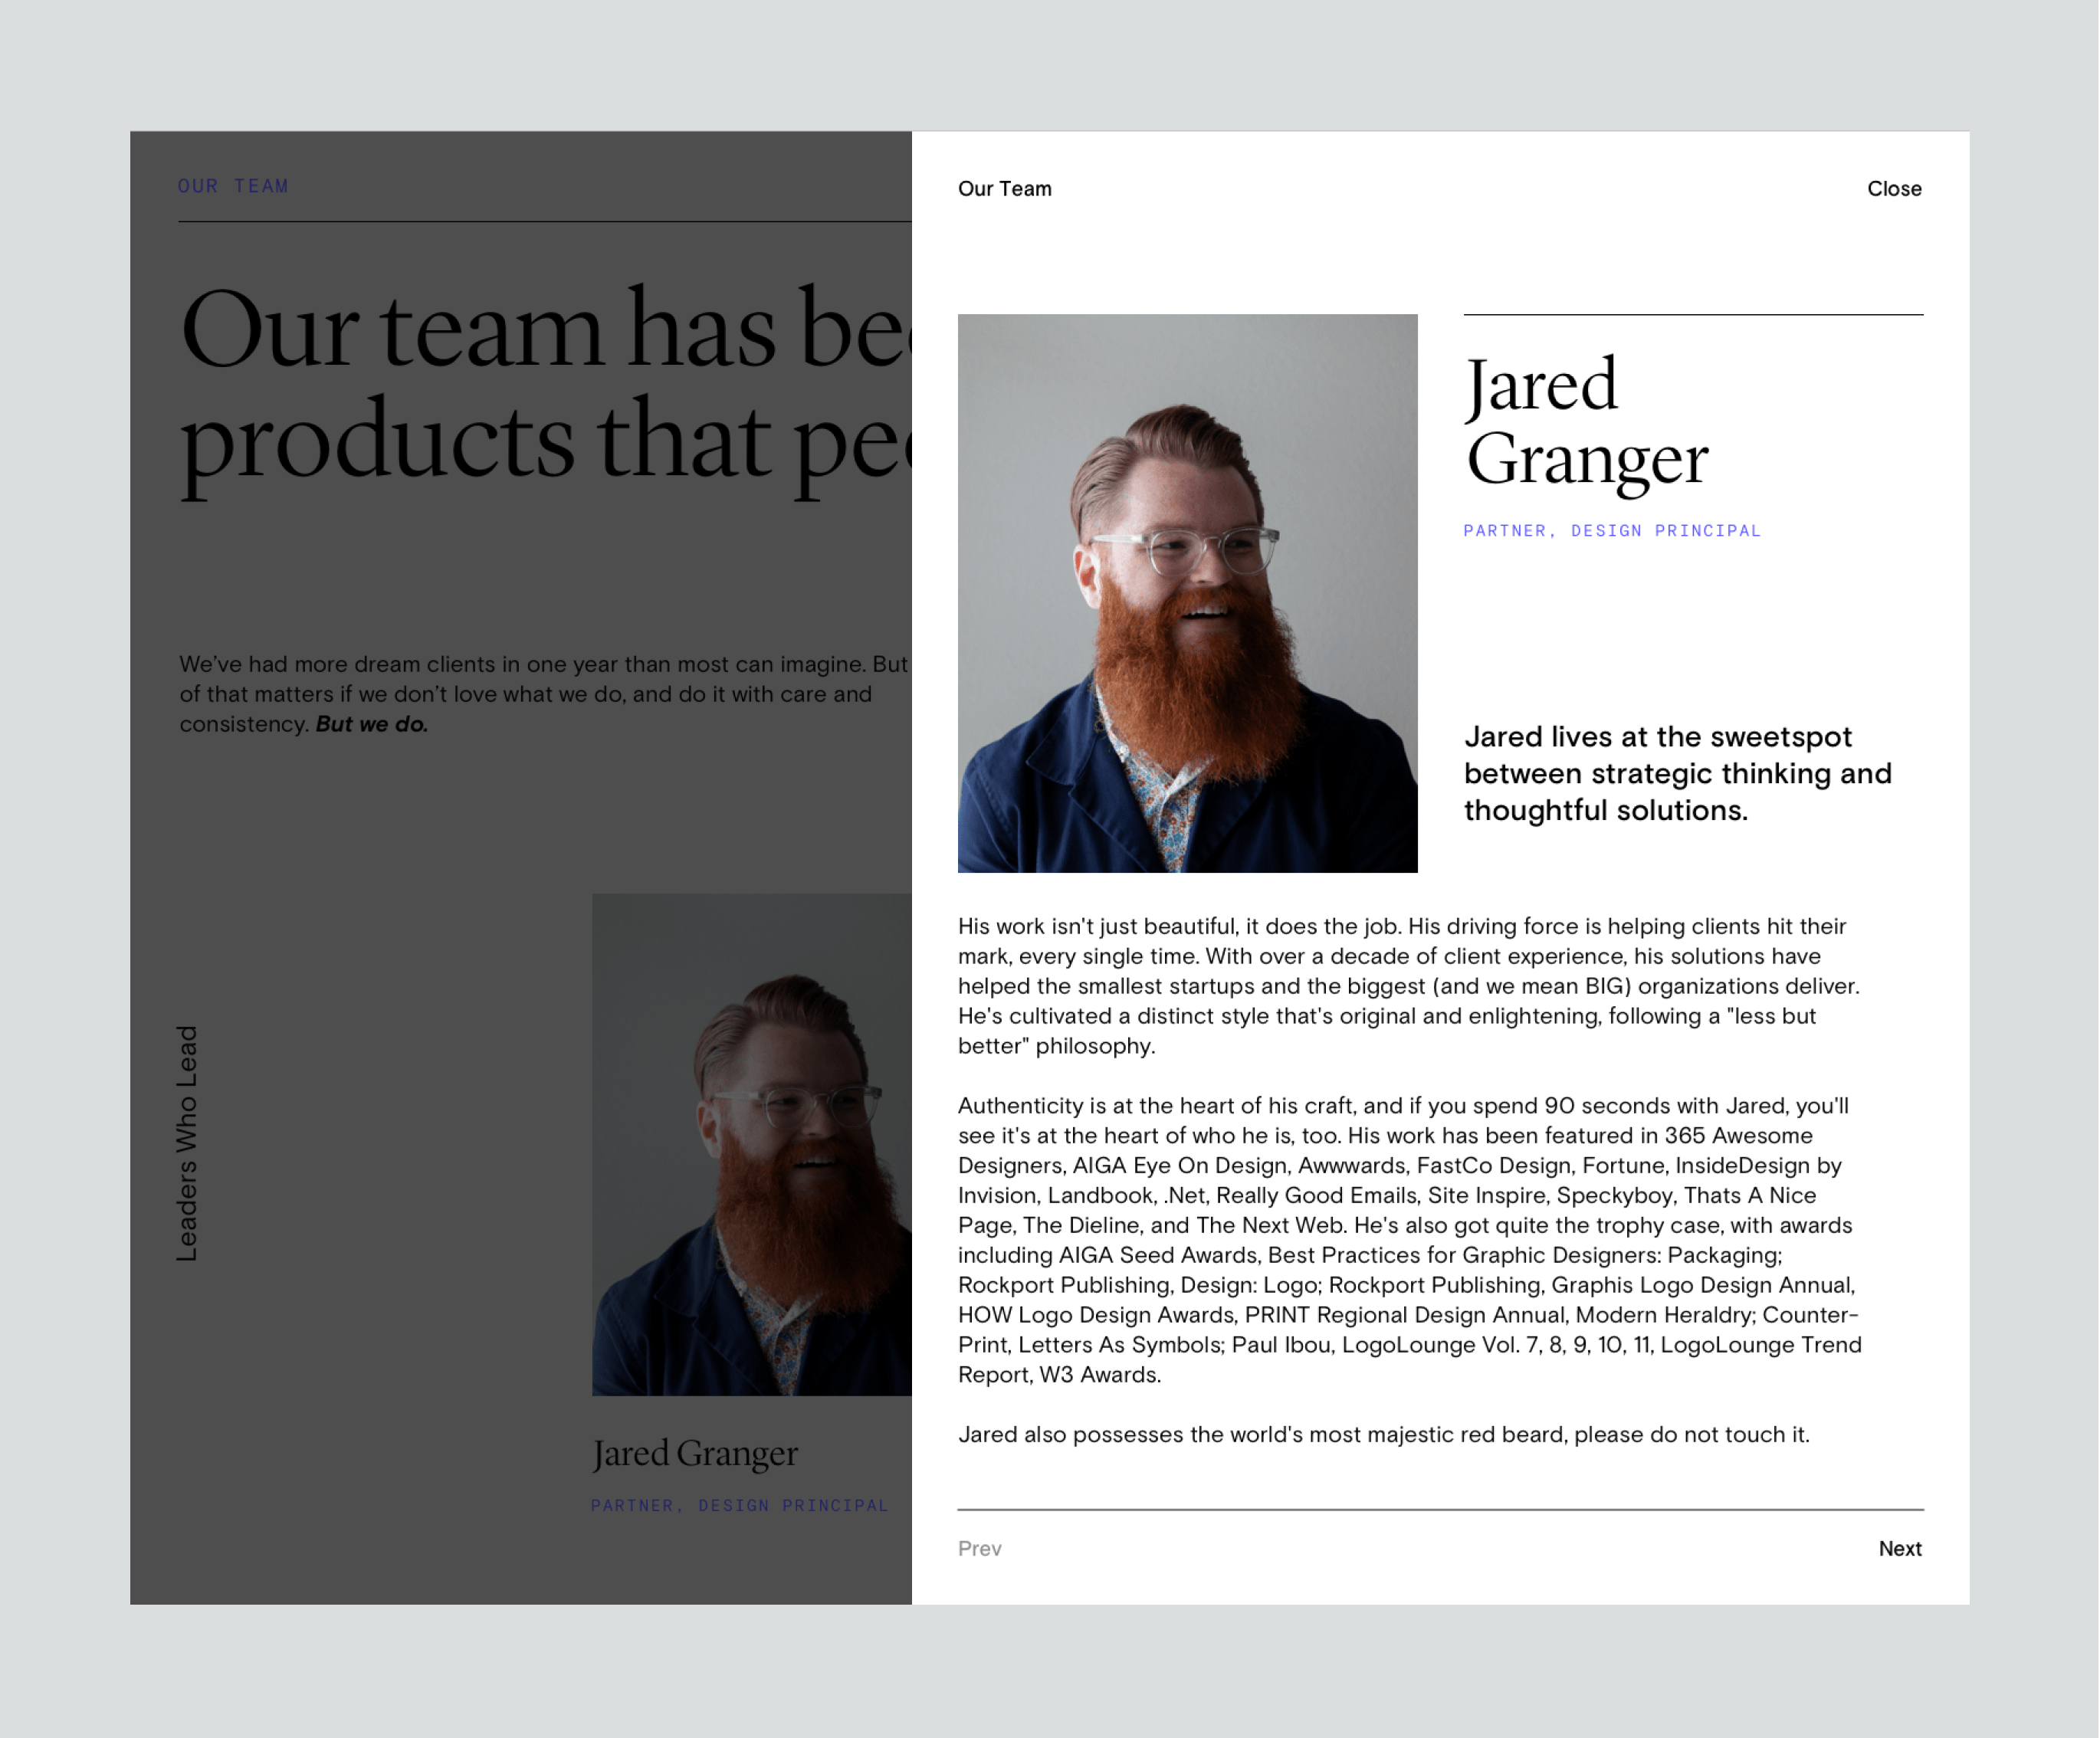 OUR TEAM
Our team has be
products that pe
We’ve had more dream clients in one year than most can imagine. But
of that matters if we don’t love what we do, and do it with care and
consistency. But we do.
Leaders Who Lead
Jared Granger
PARTNER, DESIGN PRINCIPAL
Our Team
Close
Jared
Granger
PARTNER, DESIGN PRINCIPAL
Jared lives at the sweetspot
between strategic thinking and
thoughtful solutions.
His work isn't just beautiful, it does the job. His driving force is helping clients hit their
mark, every single time. With over a decade of client experience, his solutions have
helped the smallest startups and the biggest (and we mean BIG) organizations deliver.
He's cultivated a distinct style that's original and enlightening, following a "less but
better" philosophy.
Authenticity is at the heart of his craft, and if you spend 90 seconds with Jared, you'll
see it's at the heart of who he is, too. His work has been featured in 365 Awesome
Designers, AIGA Eye On Design, Awwwards, FastCo Design, Fortune, InsideDesign by
Invision, Landbook, .Net, Really Good Emails, Site Inspire, Speckyboy, Thats A Nice
Page, The Dieline, and The Next Web. He's also got quite the trophy case, with awards
including AIGA Seed Awards, Best Practices for Graphic Designers: Packaging;
Rockport Publishing, Design: Logo; Rockport Publishing, Graphis Logo Design Annual,
HOW Logo Design Awards, PRINT Regional Design Annual, Modern Heraldry; Counter-
Print, Letters As Symbols; Paul Ibou, LogoLounge Vol. 7, 8, 9, 10, 11, LogoLounge Trend
Report, W3 Awards.
Jared also possesses the world's most majestic red beard, please do not touch it.
Prev
Next